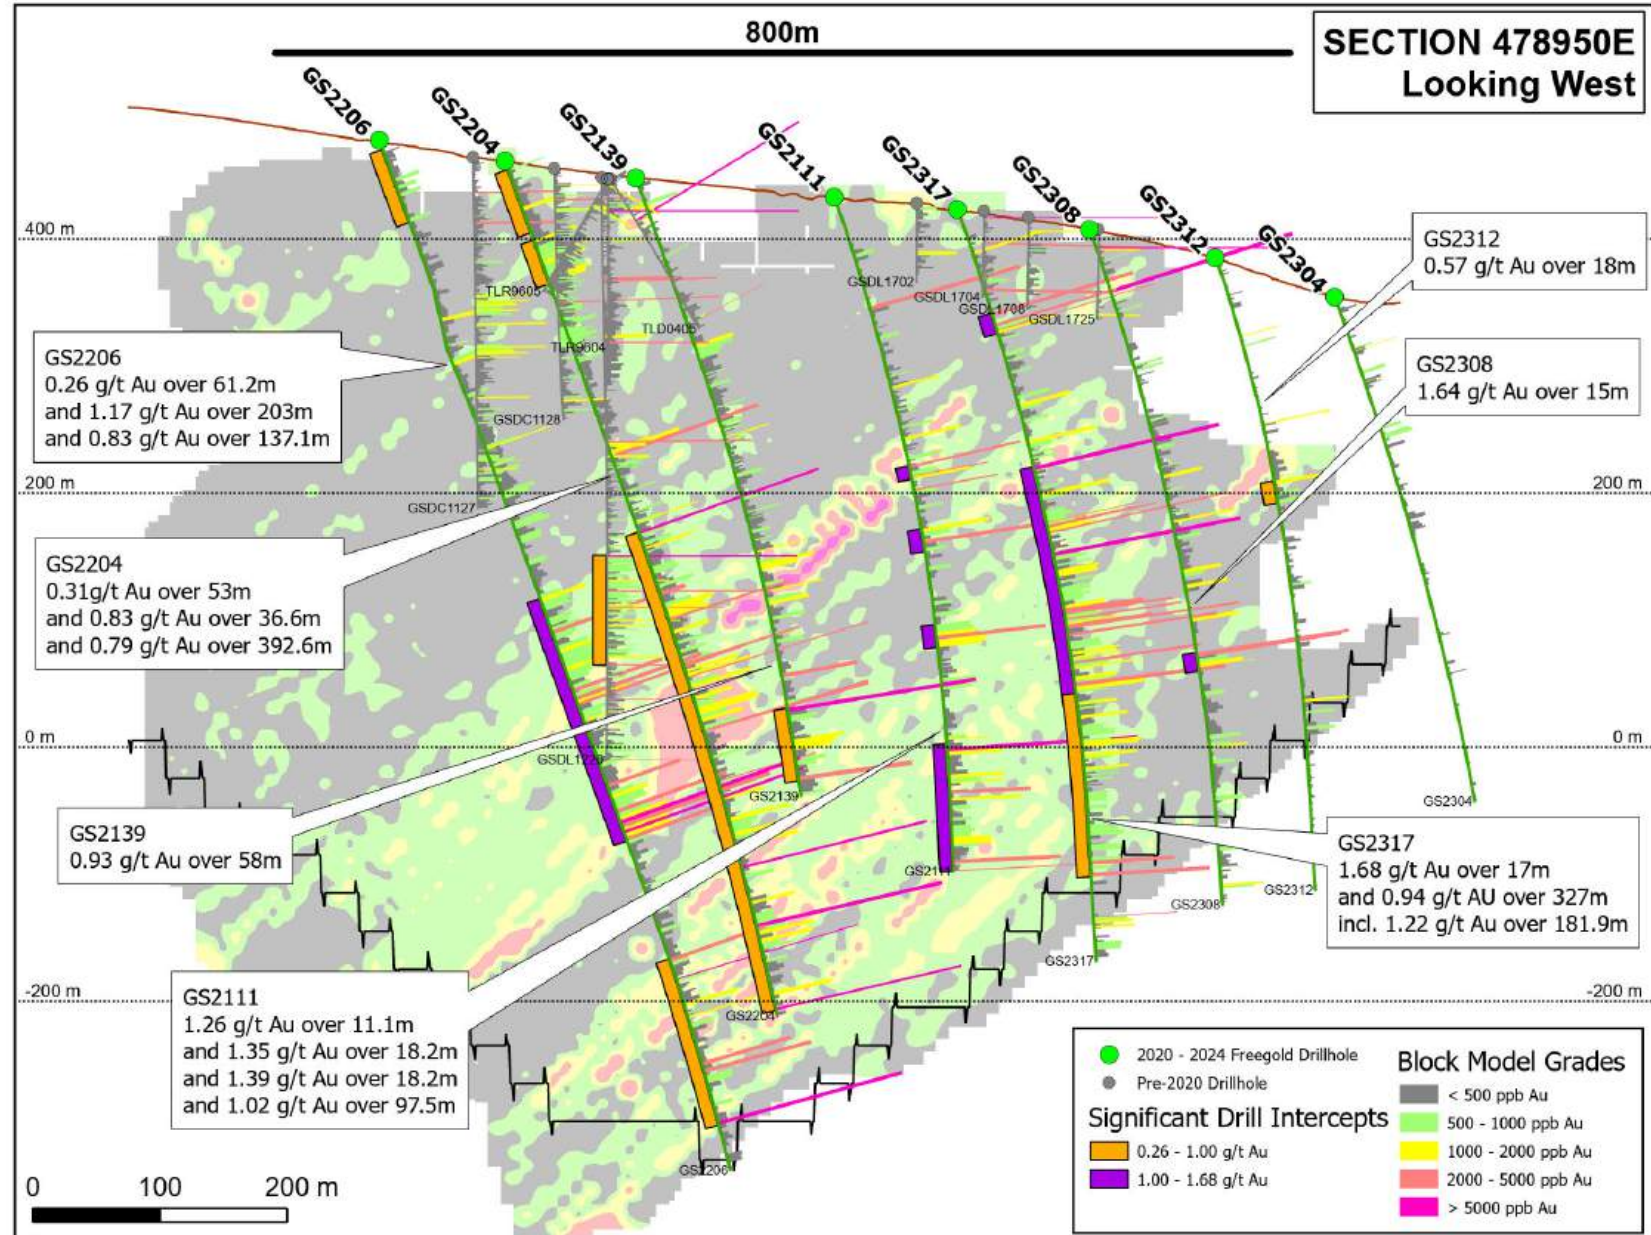 800m
SECTION 478950E
Looking West
GS2206
GS2204
GS2139
GS2111
GS2317
GS2308
GS2312
GS2304
400 m
GS2312
0.57 g/t Au over 18m
GSDL1702
GSDL1704
GSDL1708
GSDL1725
TLR9605
TLD0405
TLR9604
GS2206
0.26 g/t Au over 61.2m
and 1.17 g/t Au over 203m
and 0.83 g/t Au over 137.1m
GS2308
1.64 g/t Au over 15m
GSDC1128
200 m
200 m
GSDC1127
GS2204
0.31g/t Au over 53m
and 0.83 g/t Au over 36.6m
and 0.79 g/t Au over 392.6m
0 m
0 m
GS2139
GS2304
GS2139
0.93 g/t Au over 58m
GS2317
1.68 g/t Au over 17m
and 0.94 g/t AU over 327m
incl. 1.22 g/t Au over 181.9m
GS2312
GS2308
GS2317
GS2111
1.26 g/t Au over 11.1m
and 1.35 g/t Au over 18.2m
and 1.39 g/t Au over 18.2m
and 1.02 g/t Au over 97.5m
-200 m
-200 m
GS2204
GS2206
0 100 200 m
2020 - 2024 Freegold Drillhole
Pre-2020 Drillhole
Significant Drill Intercepts
0.26 - 1.00 g/t Au
1.00 - 1.68 g/t Au
Block Model Grades
< 500 ppb Au
500 - 1000 ppb Au
1000 - 2000 ppb Au
2000 - 5000 ppb Au
> 5000 ppb Au